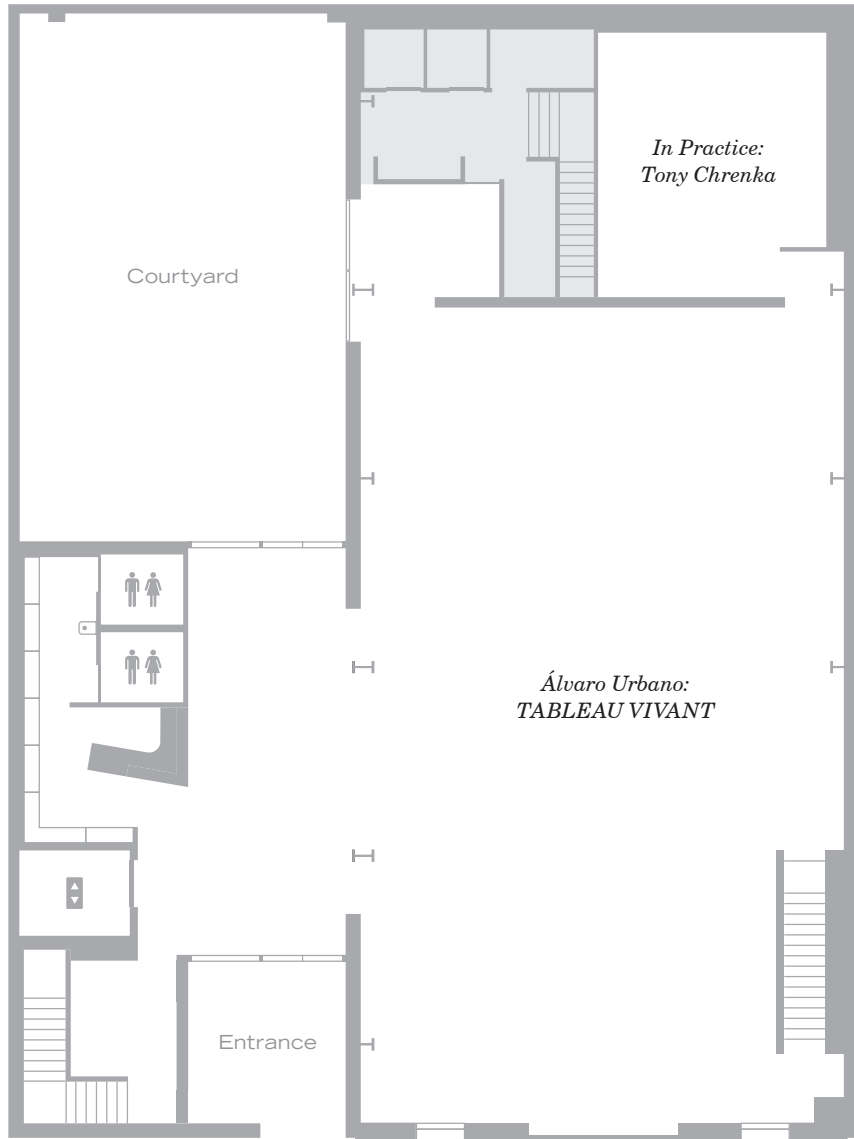 In Practice:
Tony Chrenka
Courtyard
Álvaro Urbano:
TABLEAU VIVANT
Entrance